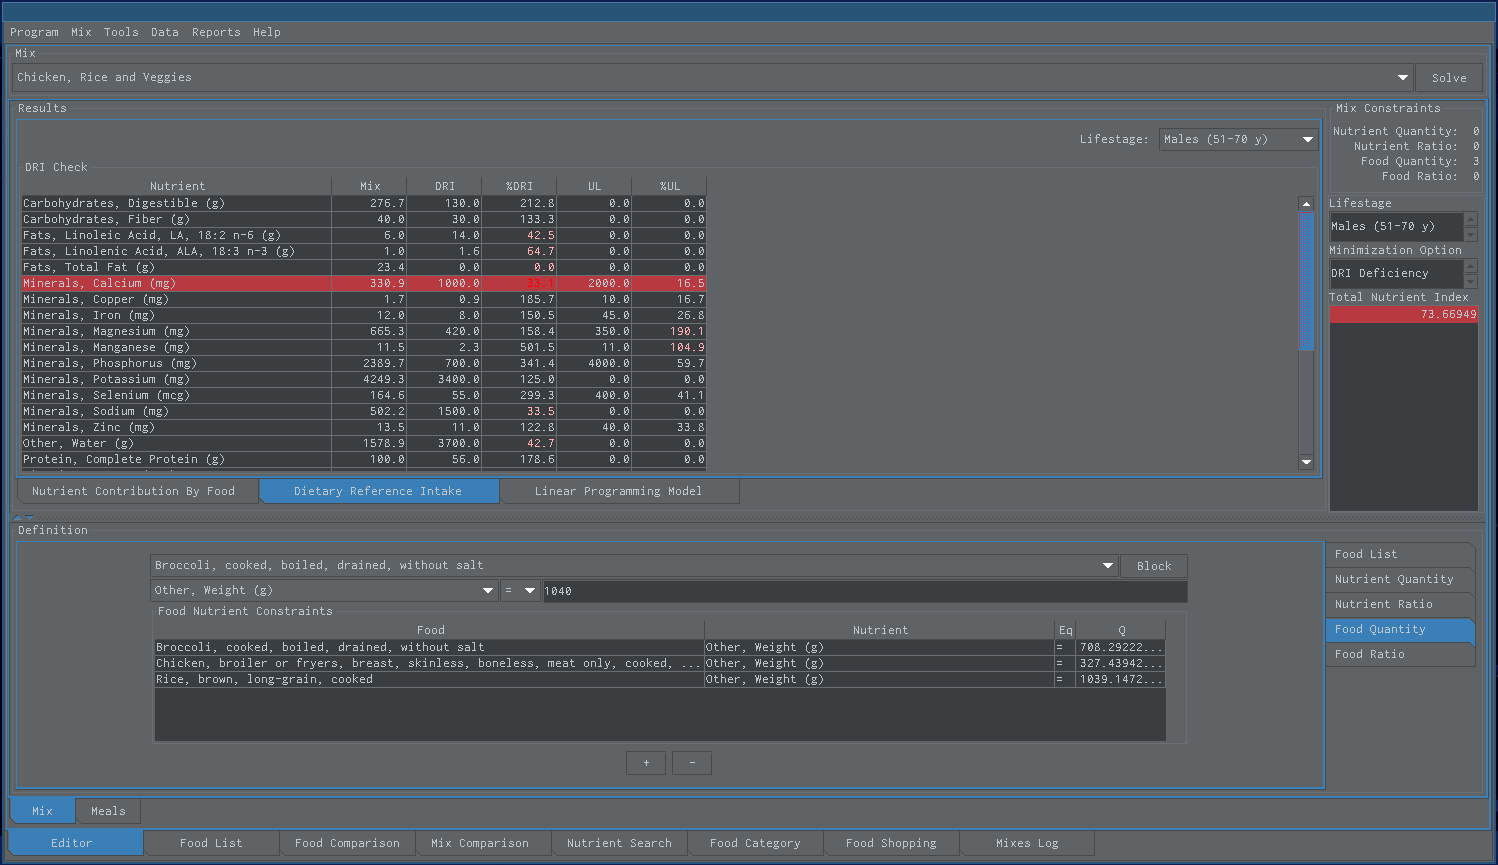 Program Mix Tools Data Reports Help
Mix
Chicken, Rice and Veggies Solve
Results
Lifestage: Males (51-70 y)
DRI Check
Nutrient Mix DRI %DRI UL %UL
Carbohydrates, Digestible (g) 276.7 130.0 212.8 0.0 0.0
Carbohydrates, Fiber (g) 40.0 30.0 133.3 0.0 0.0
Fats, Linoleic Acid, LA, 18:2 n-6 (g) 6.0 14.0 42.5 0.0 0.0
Fats, Linolenic Acid, ALA, 18:3 n-3 (g) 1.0 1.6 64.7 0.0 0.0
Fats, Total Fat (g) 23.4 0.0 0.0 0.0 0.0
Minerals, Calcium (mg) 330.9 1000.0 33.1 2000.0 16.5
Minerals, Copper (mg) 1.7 0.9 185.7 10.0 16.7
Minerals, Iron (mg) 12.0 8.0 150.5 45.0 26.8
Minerals, Magnesium (mg) 665.3 420.0 158.4 350.0 190.1
Minerals, Manganese (mg) 11.5 2.3 501.5 11.0 104.9
Minerals, Phosphorus (mg) 2389.7 700.0 341.4 4000.0 59.7
Minerals, Potassium (mg) 4249.3 3400.0 125.0 0.0 0.0
Minerals, Selenium (mcg) 164.6 55.0 299.3 400.0 41.1
Minerals, Sodium (mg) 502.2 1500.0 33.5 0.0 0.0
Minerals, Zinc (mg) 13.5 11.0 122.8 40.0 33.8
Other, Water (g) 1578.9 3700.0 42.7 0.0 0.0
Protein, Complete Protein (g) 100.0 56.0 178.6 0.0 0.0
Nutrient Contribution By Food Dietary Reference Intake Linear Programming Model
Mix Constraints
Nutrient Quantity: 0
Nutrient Ratio: 0
Food Quantity: 3
Food Ratio: 0
Lifestage
Males (51-70 y)
Minimization Option
DRI Deficiency
Total Nutrient Index
73.66949
Definition
Broccoli, cooked, boiled, drained, without salt Block
Other, Weight (g) = 1040
Food Nutrient Constraints
Food Nutrient Eq Q
Broccoli, cooked, boiled, drained, without salt Other, Weight (g) = 708.29222...
Chicken, broiler or fryers, breast, skinless, boneless, meat only, cooked, ... Other, Weight (g) = 327.43942...
Rice, brown, long-grain, cooked Other, Weight (g) = 1039.1472...
+ -
Food List
Nutrient Quantity
Nutrient Ratio
Food Quantity
Food Ratio
Mix Meals
Editor Food List Food Comparison Mix Comparison Nutrient Search Food Category Food Shopping Mixes Log